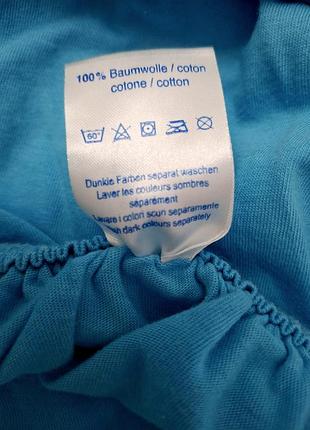 100% Baumwolle / coton
cotone / cotton
60°
Dunkle Farben separat waschen
Laver les couleurs sombres
séparément
Lavare i colori scuri separatamente
dark colours separately